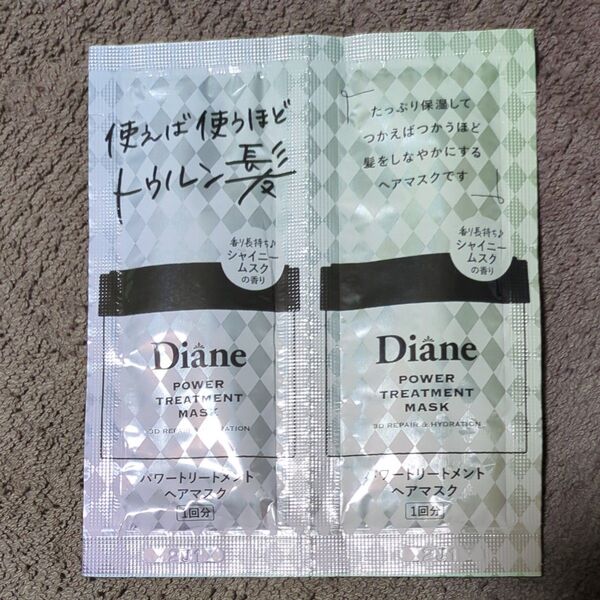 使えば使うほど
トゥルン髪
香り長持ち♪
シャイニー
ムスク
の香り
Diane
POWER
TREATMENT
MASK
3D REPAIR & HYDRATION
パワートリートメント
ヘアマスク
1回分
たっぷり保湿して
つかえばつかうほど
髪をしなやかにする
ヘアマスクです
香り長持ち♪
シャイニー
ムスク
の香り
Diane
POWER
TREATMENT
MASK
3D REPAIR & HYDRATION
パワートリートメント
ヘアマスク
1回分